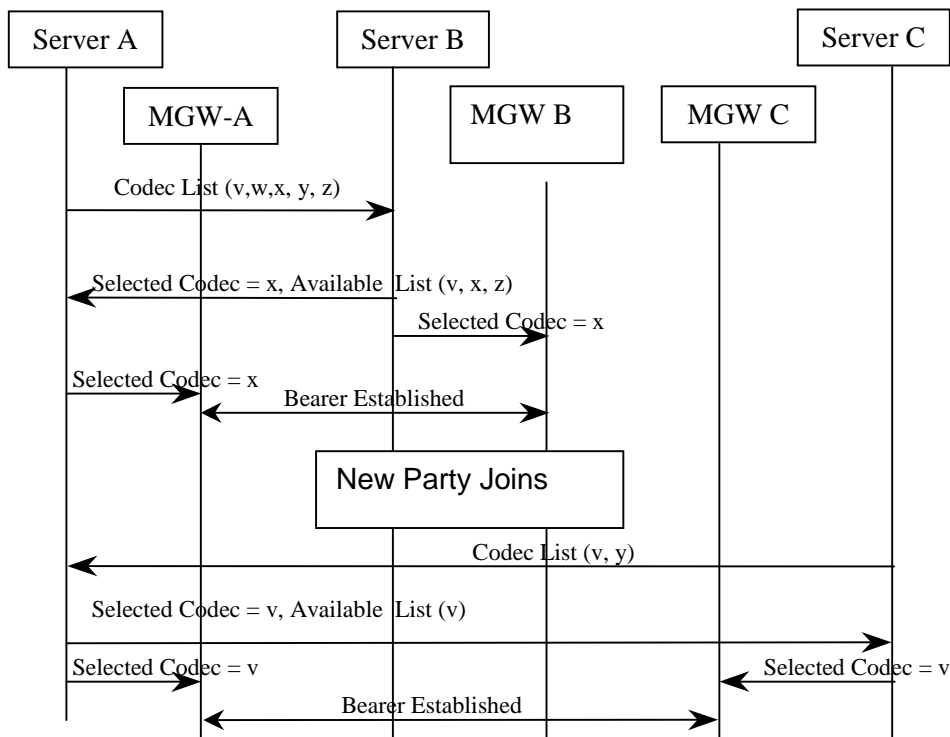 Server A
Server B
Server C
MGW-A
MGW B
MGW C
Codec List (v,w,x, y, z)
Selected Codec = x, Available List (v, x, z)
Selected Codec = x
Selected Codec = x
Bearer Established
New Party Joins
Codec List (v, y)
Selected Codec = v, Available List (v)
Selected Codec = v
Selected Codec = v
Bearer Established